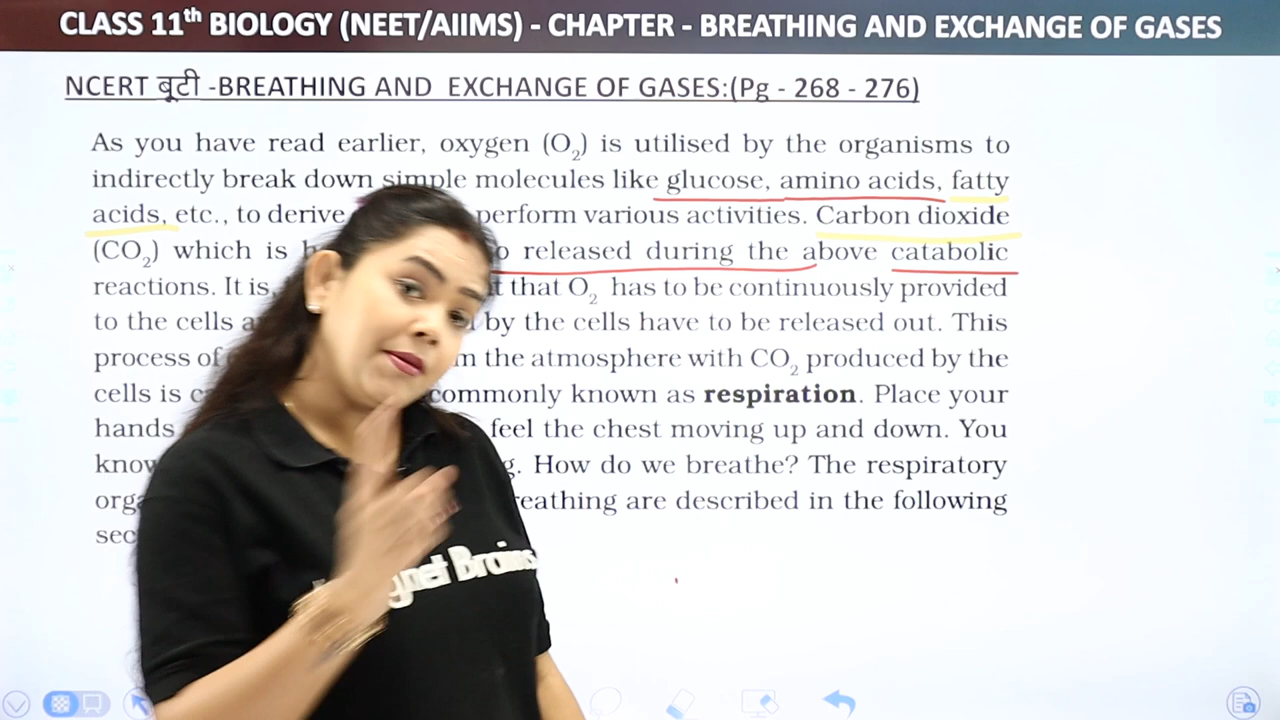 CLASS 11th BIOLOGY (NEET/AIIMS) - CHAPTER - BREATHING AND EXCHANGE OF GASES
NCERT बूटी -BREATHING AND EXCHANGE OF GASES:(Pg - 268 - 276)
As you have read earlier, oxygen (O2) is utilised by the organisms to
indirectly break down simple molecules like glucose, amino acids, fatty
acids, etc., to derive perform various activities. Carbon dioxide
(CO2) which is released during the above catabolic
reactions. It is, that O2 has to be continuously provided
to the cells by the cells have to be released out. This
process of the atmosphere with CO2 produced by the
cells is commonly known as respiration. Place your
hands feel the chest moving up and down. You
How do we breathe? The respiratory
are described in the following
Brains